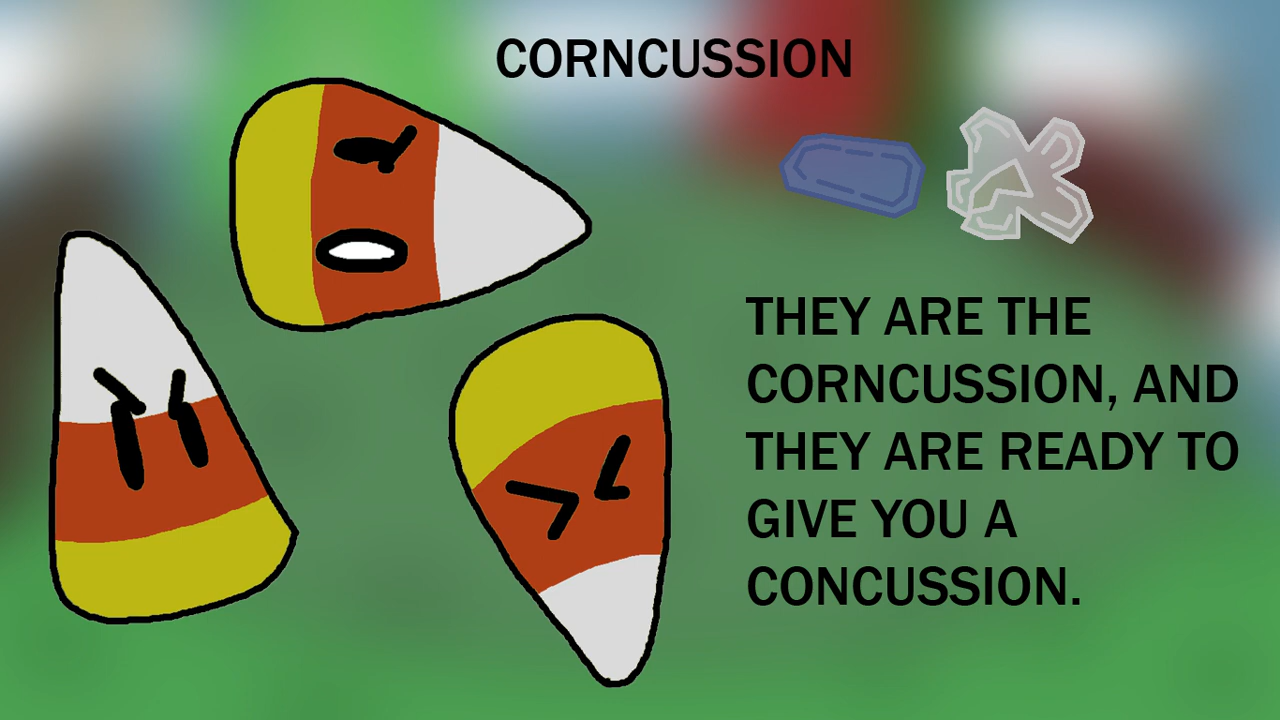 CORNCUSSION
THEY ARE THE
CORNCUSSION, AND
THEY ARE READY TO
GIVE YOU A
CONCUSSION.